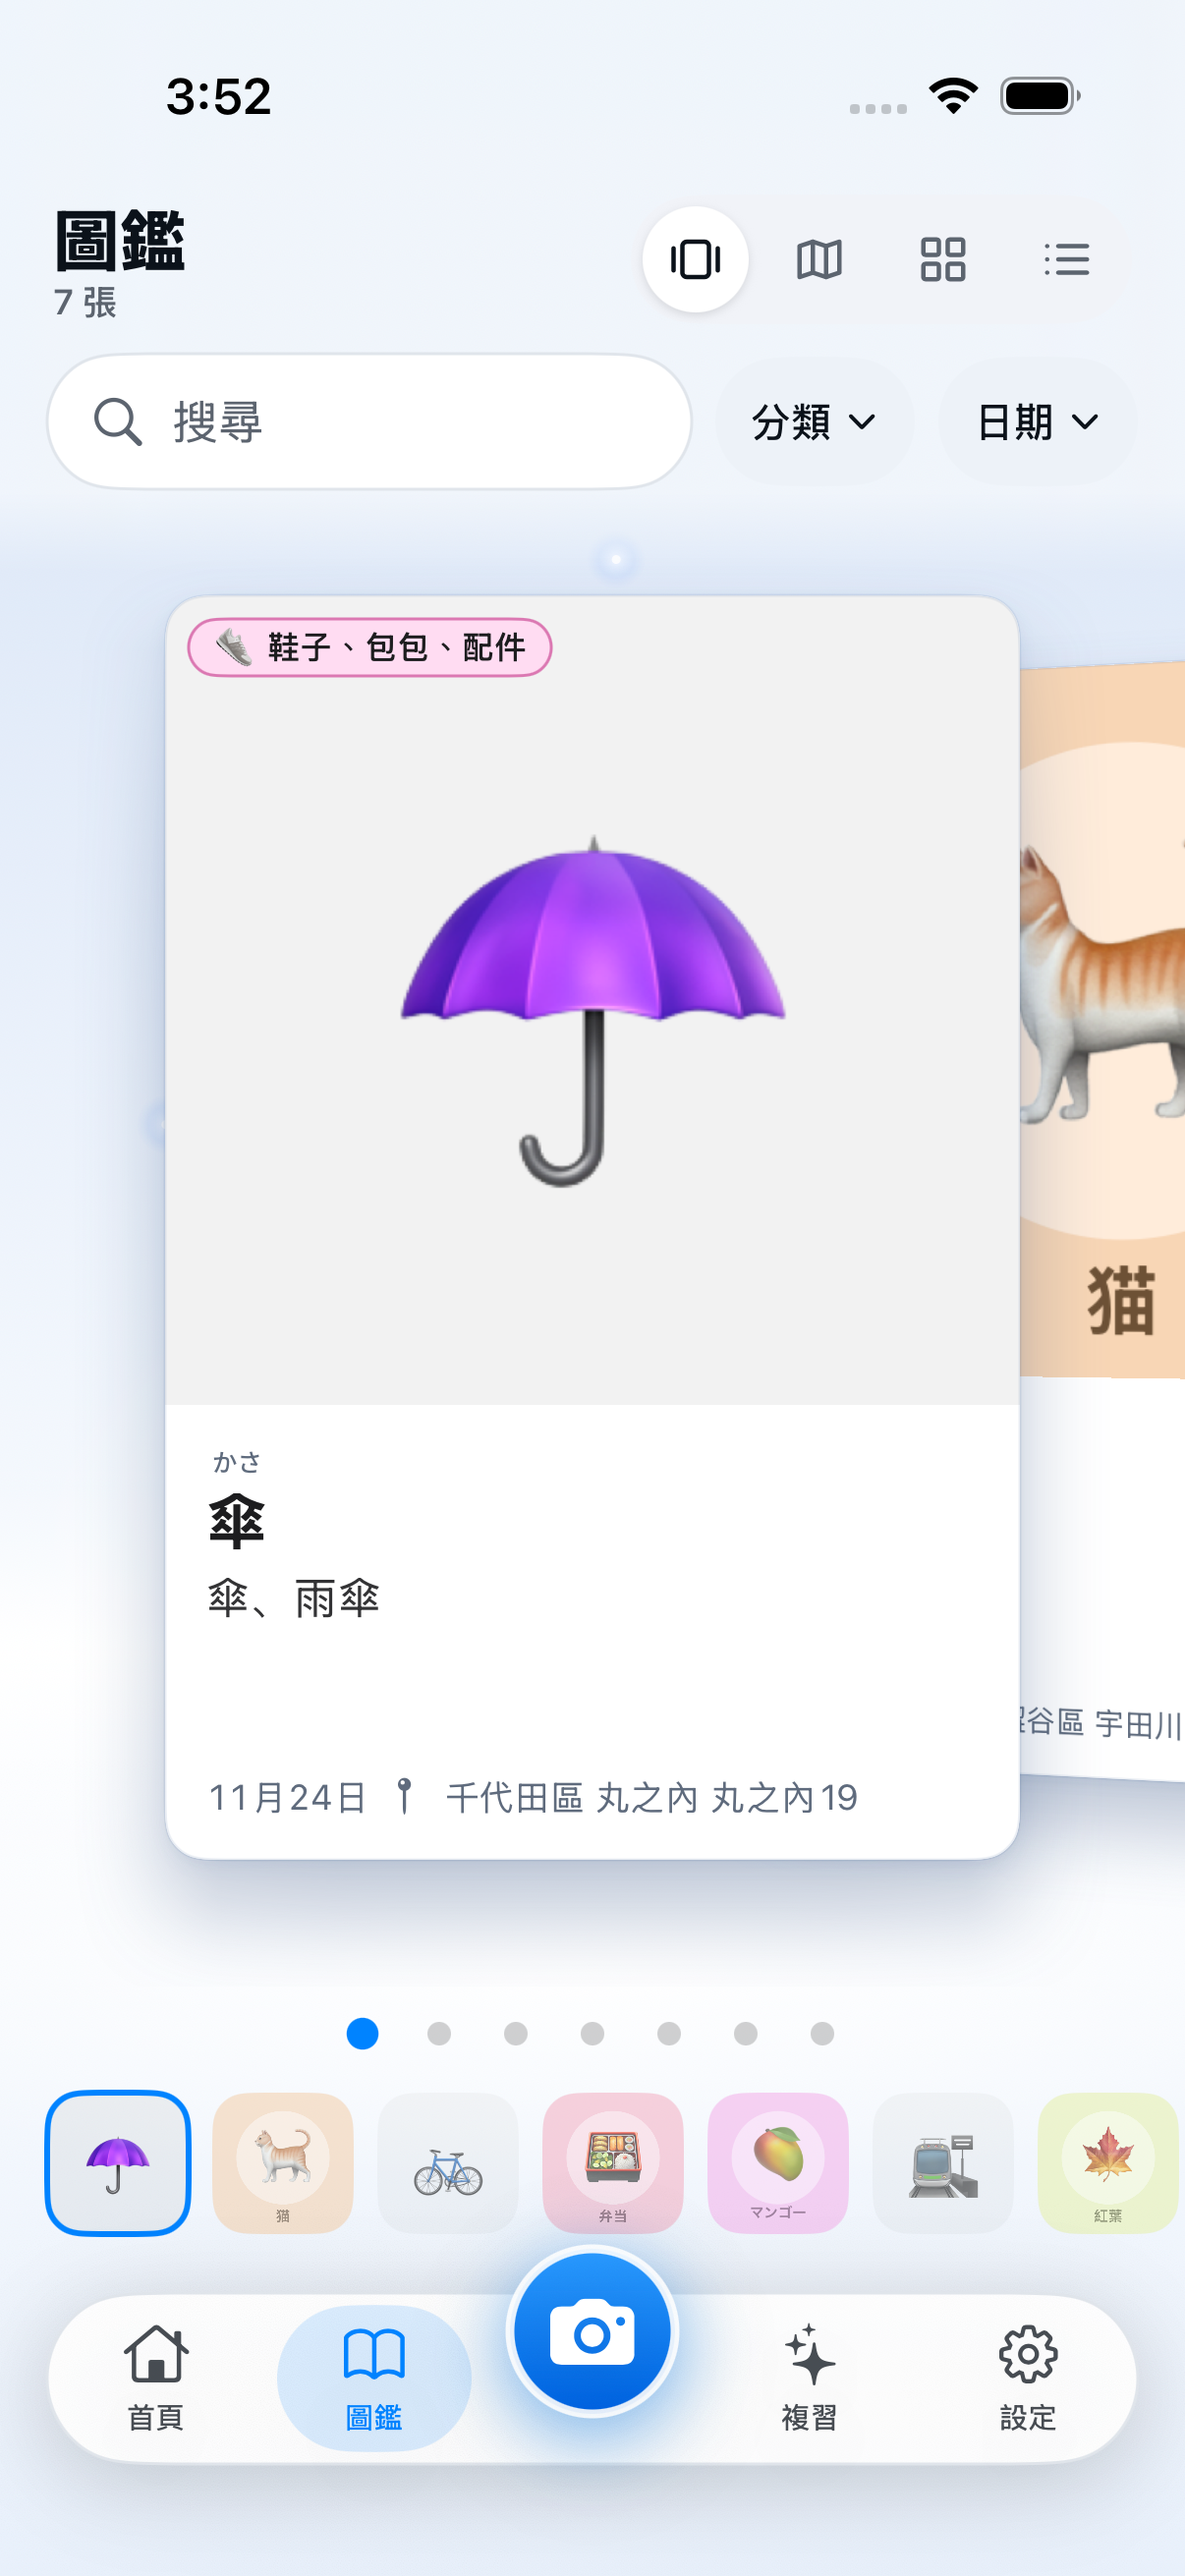 3:52
圖鑑
7 張
搜尋
分類
日期
鞋子、包包、配件
猫
かさ
傘
傘、雨傘
谷區 宇田川
11月24日 千代田區 丸之內 丸之內19
猫
弁当
マンゴー
紅葉
首頁
圖鑑
複習
設定